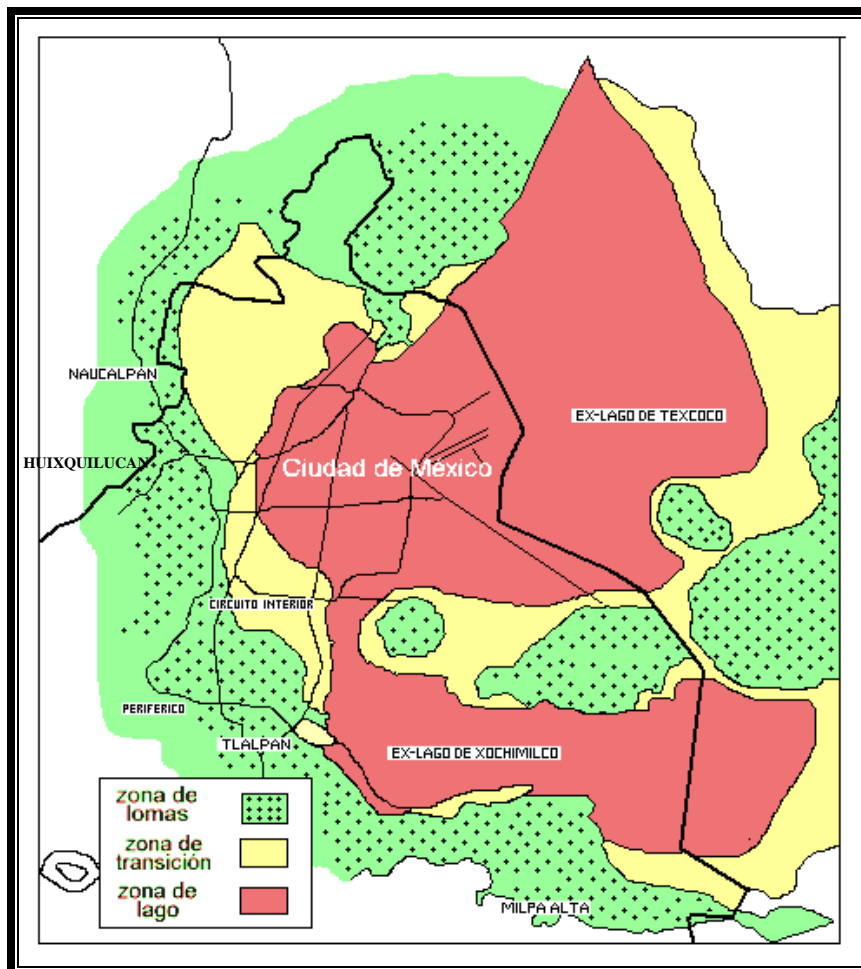 NAUCALPAN
EX-LAGO DE TEXCOCO
HUIXQUILUCAN
Ciudad de México
CIRCUITO INTERIOR
PERIFERICO
TLALPAN
EX-LAGO DE XOCHIMILCO
zona de
lomas
zona de
transición
zona de
lago
MILPA ALTA